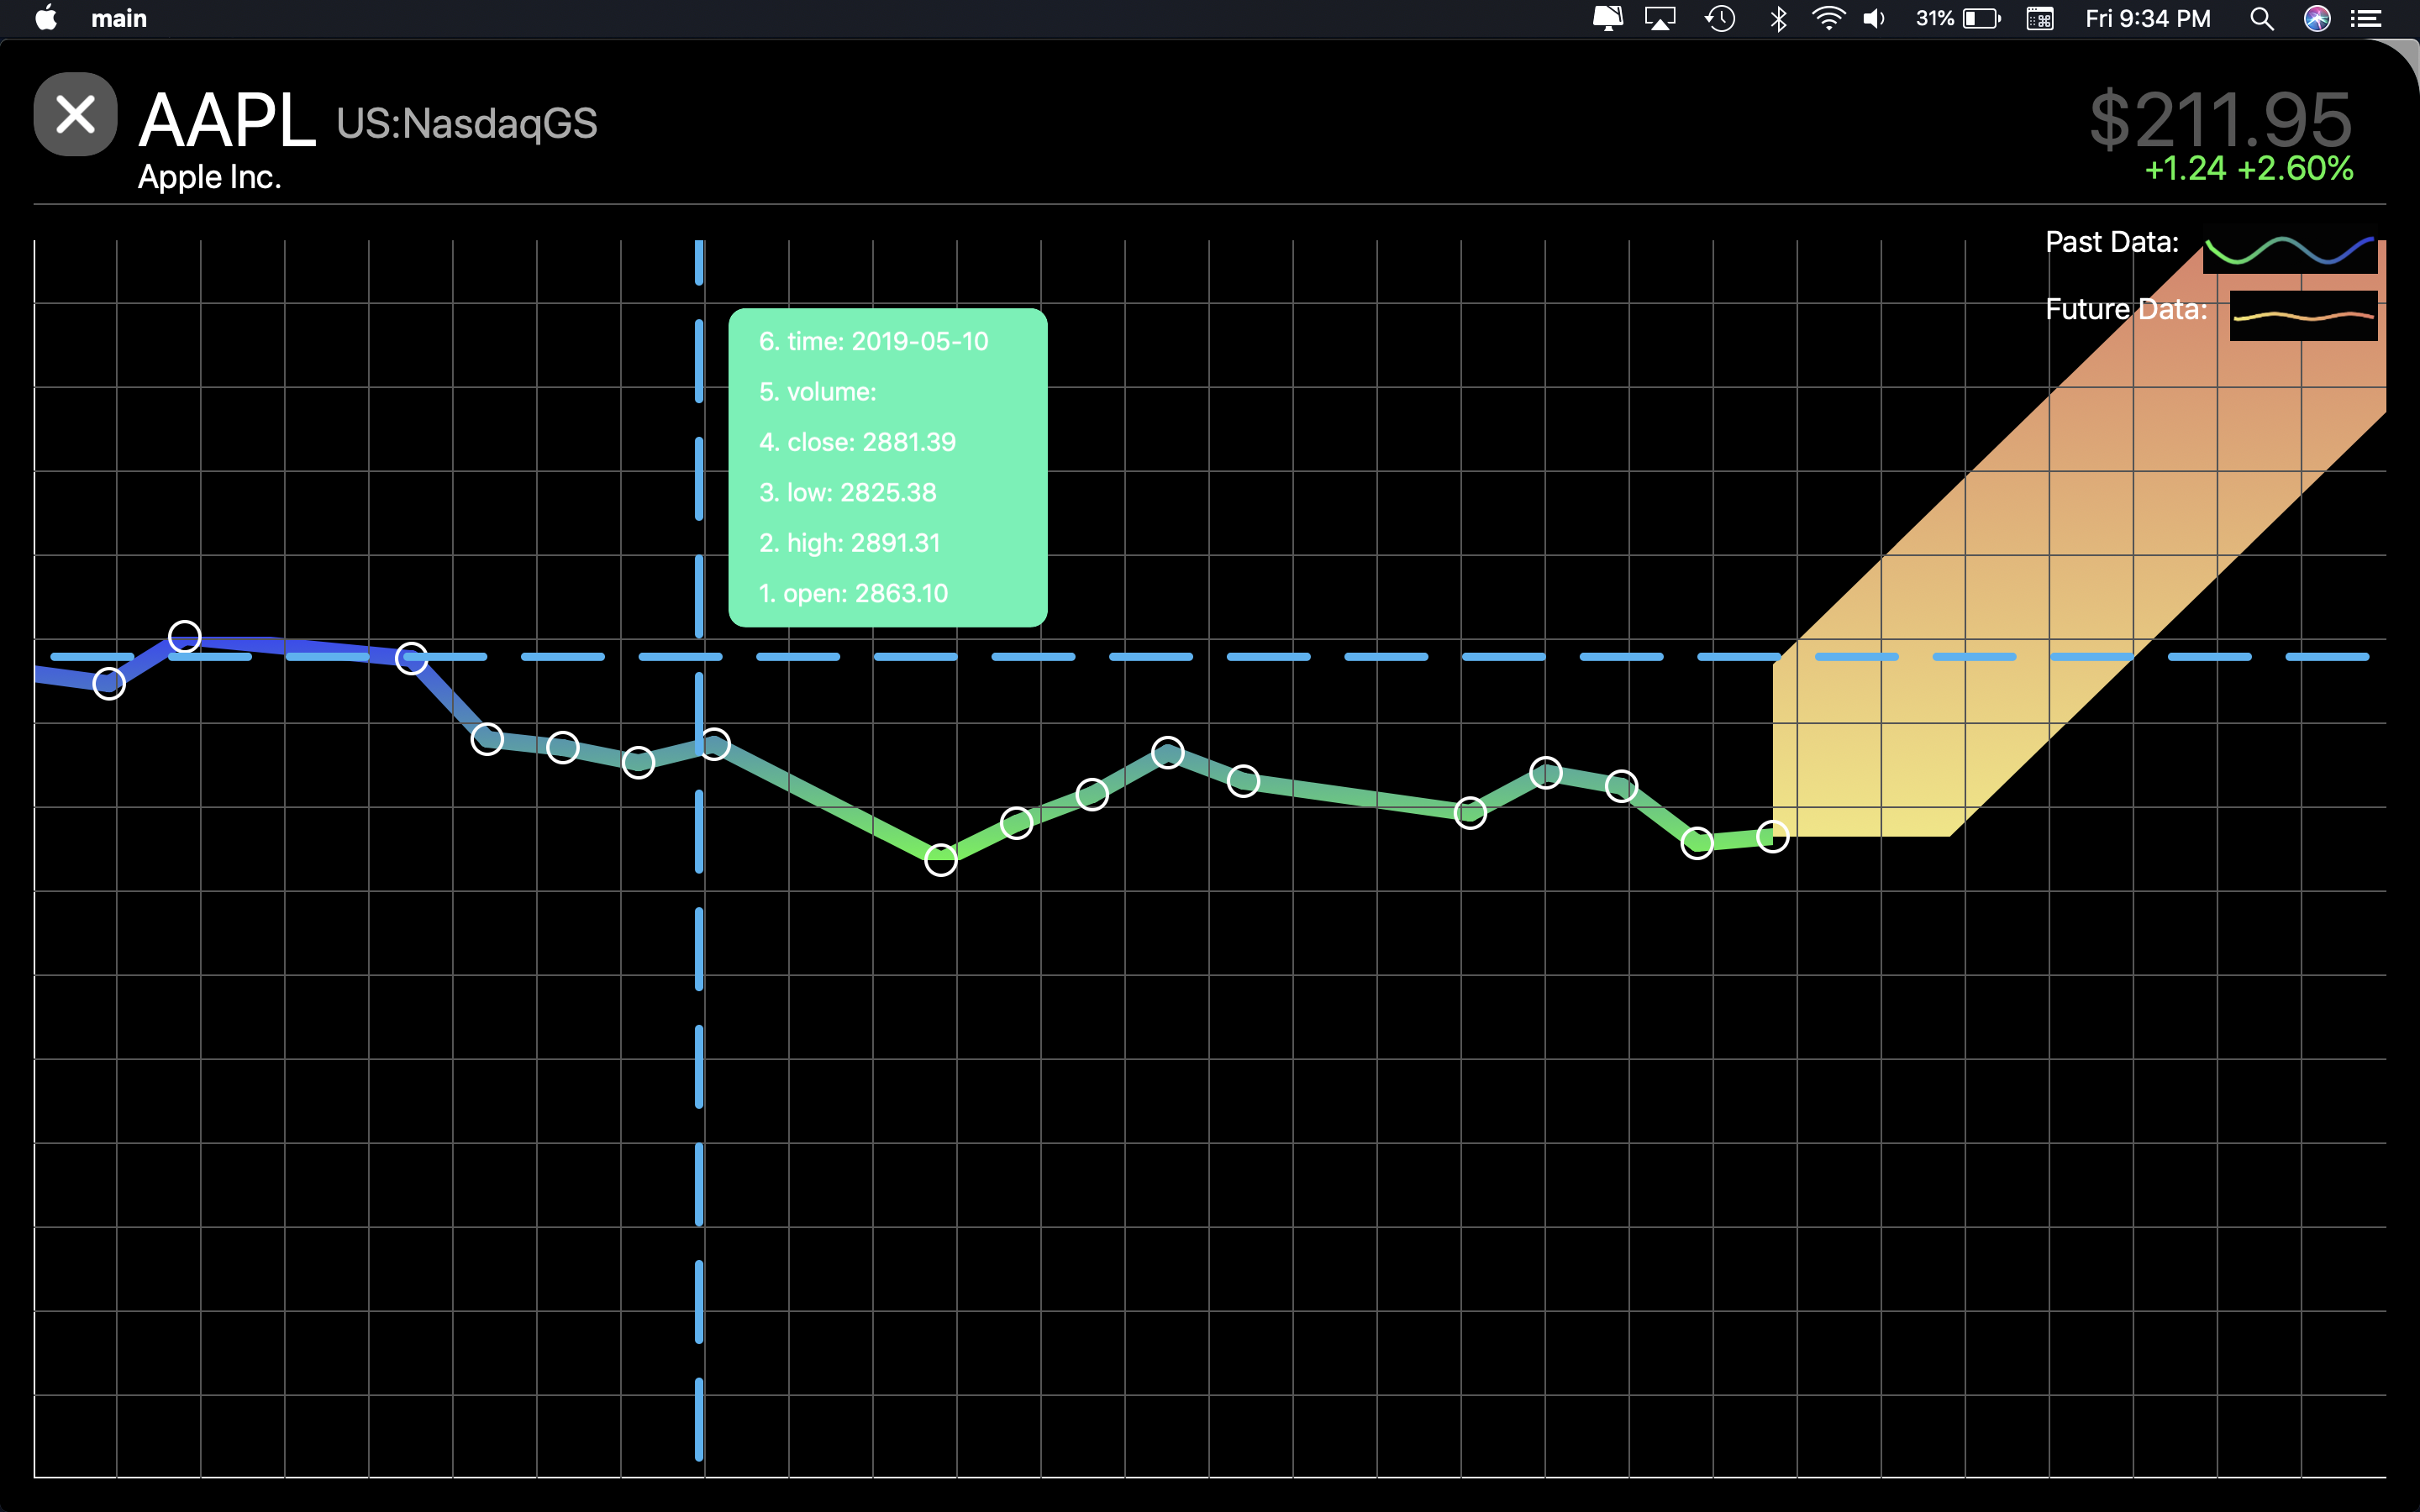 main
31%
Fri 9:34 PM
AAPL US:NasdaqGS
Apple Inc.
$211.95
+1.24 +2.60%
Past Data:
Future Data:
6. time: 2019-05-10
5. volume:
4. close: 2881.39
3. low: 2825.38
2. high: 2891.31
1. open: 2863.10